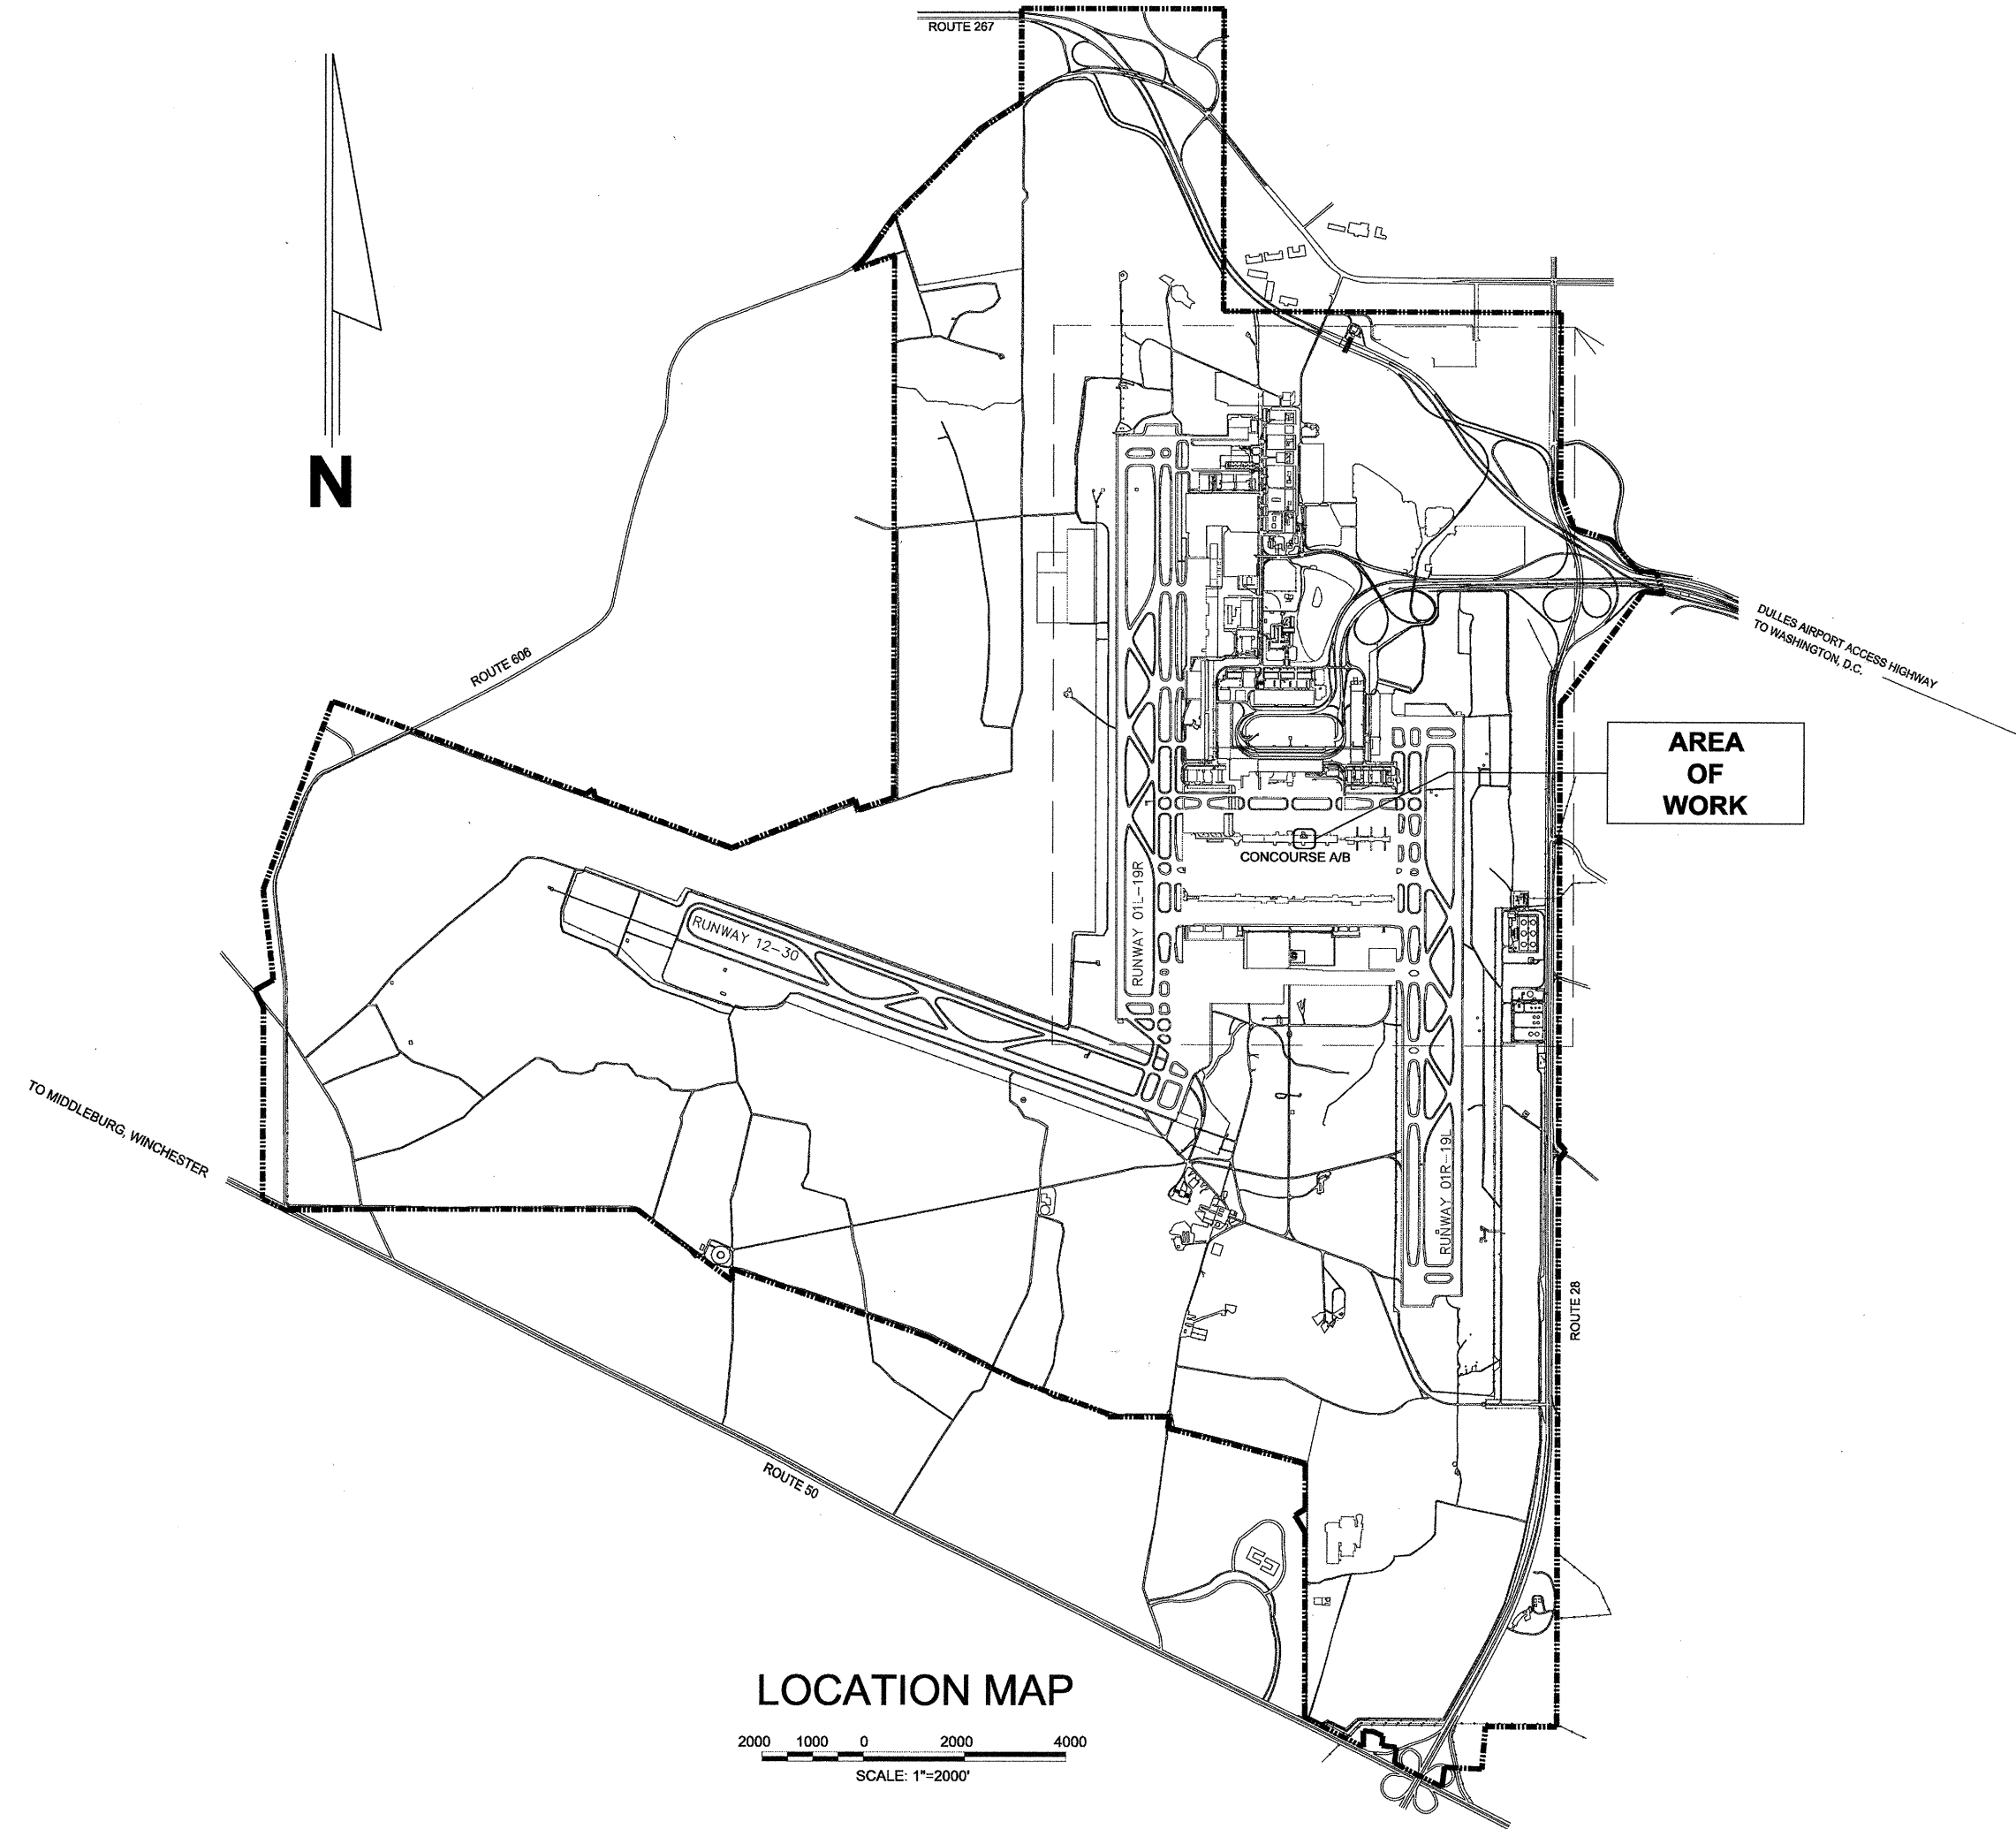 ROUTE 267
N
ROUTE 606
DULLES AIRPORT ACCESS HIGHWAY
TO WASHINGTON, D.C.
AREA
OF
WORK
CONCOURSE A/B
RUNWAY 01L-19R
RUNWAY 12-30
TO MIDDLEBURG, WINCHESTER
RUNWAY 01R-19L
ROUTE 28
ROUTE 50
LOCATION MAP
2000 1000 0 2000 4000
SCALE: 1"=2000'